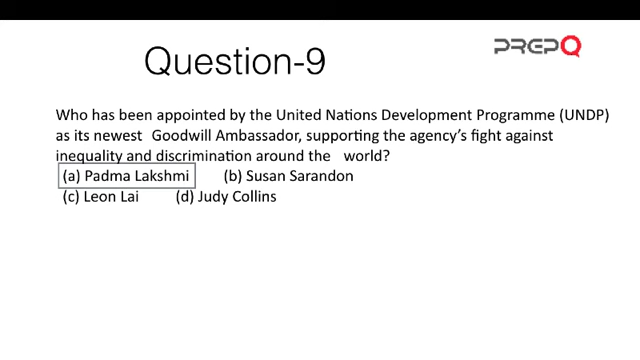 PREPQ
Question-9
Who has been appointed by the United Nations Development Programme (UNDP)
as its newest Goodwill Ambassador, supporting the agency's fight against
inequality and discrimination around the world?
(a) Padma Lakshmi (b) Susan Sarandon
(c) Leon Lai (d) Judy Collins